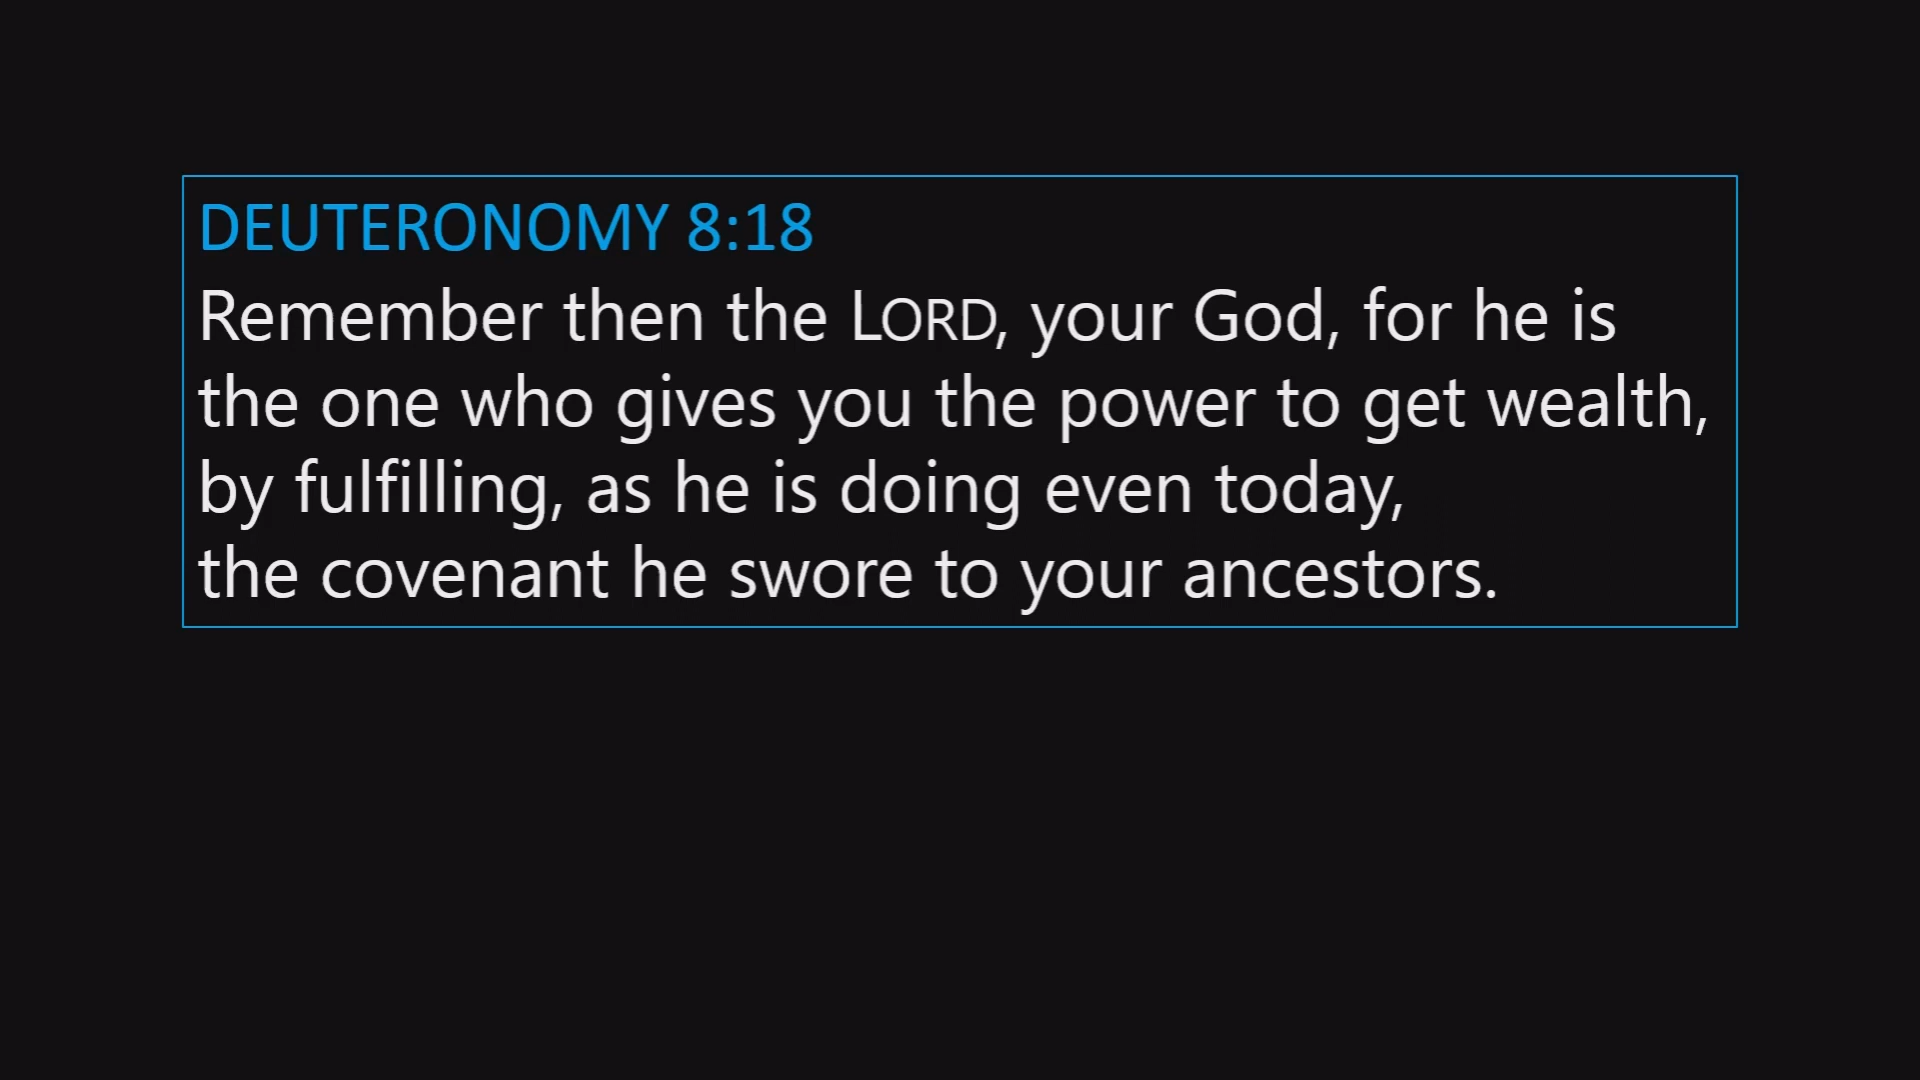 DEUTERONOMY 8:18
Remember then the LORD, your God, for he is
the one who gives you the power to get wealth,
by fulfilling, as he is doing even today,
the covenant he swore to your ancestors.